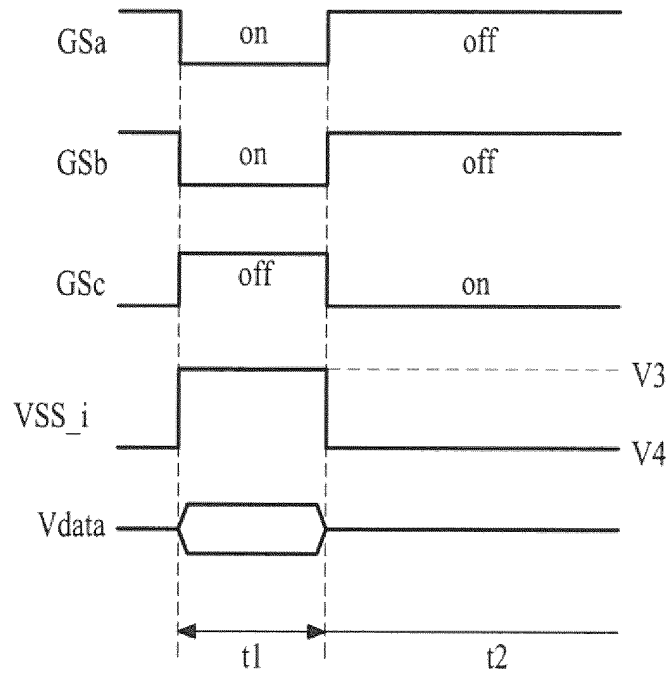 GSa on off
GSb on off
GSc off on
V3
VSS_i
V4
Vdata
t1 t2